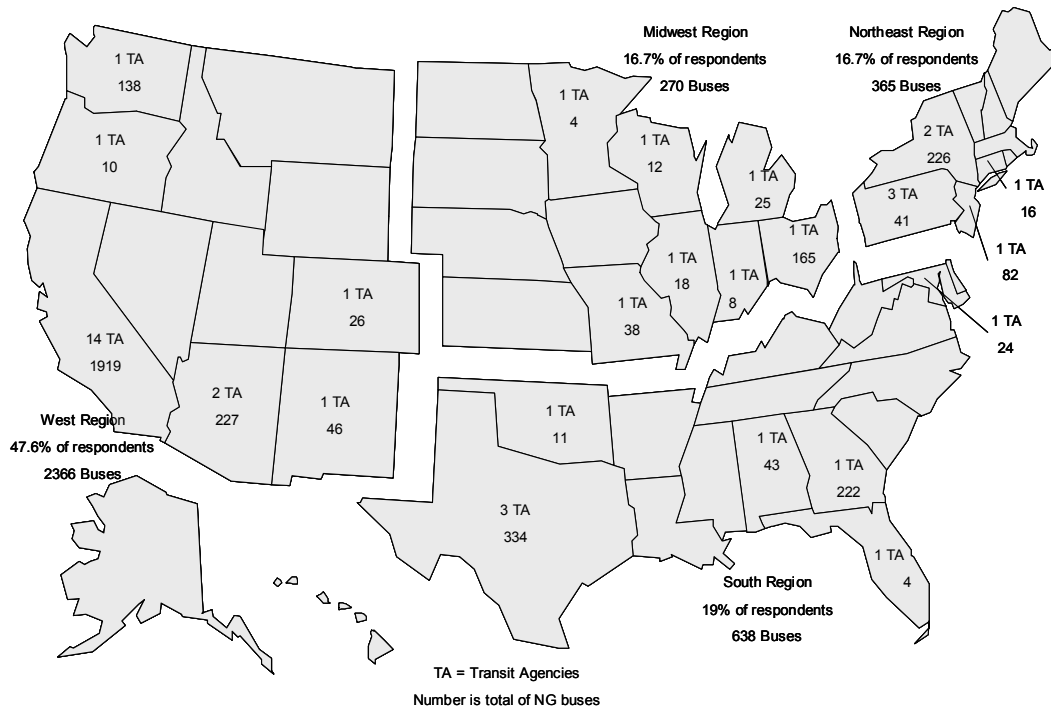 Midwest Region
16.7% of respondents
270 Buses
Northeast Region
16.7% of respondents
365 Buses
1 TA
138
1 TA
10
1 TA
4
1 TA
12
1 TA
25
2 TA
226
1 TA
16
3 TA
41
1 TA
82
1 TA
165
1 TA
18
1 TA
8
1 TA
38
1 TA
26
1 TA
24
14 TA
1919
2 TA
227
1 TA
46
1 TA
11
West Region
47.6% of respondents
2366 Buses
1 TA
43
1 TA
222
3 TA
334
1 TA
4
South Region
19% of respondents
638 Buses
TA = Transit Agencies
Number is total of NG buses